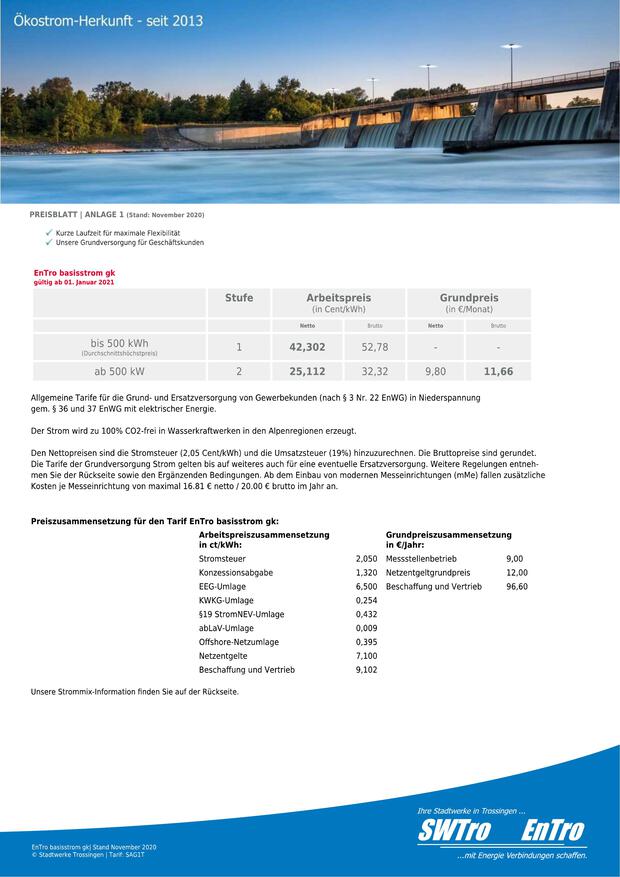 Ökostrom-Herkunft - seit 2013
PREISBLATT | ANLAGE 1 (Stand: November 2020)
Kurze Laufzeit für maximale Flexibilität
Unsere Grundversorgung für Geschäftskunden
EnTro basisstrom gk
gültig ab 01. Januar 2021
Stufe Arbeitspreis Grundpreis
(in Cent/kWh) (in €/Monat)
Netto Brutto Netto Brutto
bis 500 kWh 1 42,302 52,78 - -
(Durchschnittshöchstpreis)
ab 500 kW 2 25,112 32,32 9,80 11,66
Allgemeine Tarife für die Grund- und Ersatzversorgung von Gewerbekunden (nach § 3 Nr. 22 EnWG) in Niederspannung
gem. § 36 und 37 EnWG mit elektrischer Energie.
Der Strom wird zu 100% CO2-frei in Wasserkraftwerken in den Alpenregionen erzeugt.
Den Nettopreisen sind die Stromsteuer (2,05 Cent/kWh) und die Umsatzsteuer (19%) hinzuzurechnen. Die Bruttopreise sind gerundet.
Die Tarife der Grundversorgung Strom gelten bis auf weiteres auch für eine eventuelle Ersatzversorgung. Weitere Regelungen entneh-
men Sie der Rückseite sowie den Ergänzenden Bedingungen. Ab dem Einbau von modernen Messeinrichtungen (mMe) fallen zusätzliche
Kosten je Messeinrichtung von maximal 16.81 € netto / 20.00 € brutto im Jahr an.
Preiszusammensetzung für den Tarif EnTro basisstrom gk:
Arbeitspreiszusammensetzung Grundpreiszusammensetzung
in ct/kWh: in €/Jahr:
Stromsteuer 2,050 Messstellenbetrieb 9,00
Konzessionsabgabe 1,320 Netzentgeltgrundpreis 12,00
EEG-Umlage 6,500 Beschaffung und Vertrieb 96,60
KWKG-Umlage 0,254
§19 StromNEV-Umlage 0,432
abLaV-Umlage 0,009
Offshore-Netzumlage 0,395
Netzentgelte 7,100
Beschaffung und Vertrieb 9,102
Unsere Strommix-Information finden Sie auf der Rückseite.
Ihre Stadtwerke in Trossingen ...
SWTro EnTro
...mit Energie Verbindungen schaffen.
EnTro basisstrom gk| Stand November 2020
© Stadtwerke Trossingen | Tarif: SAG1T